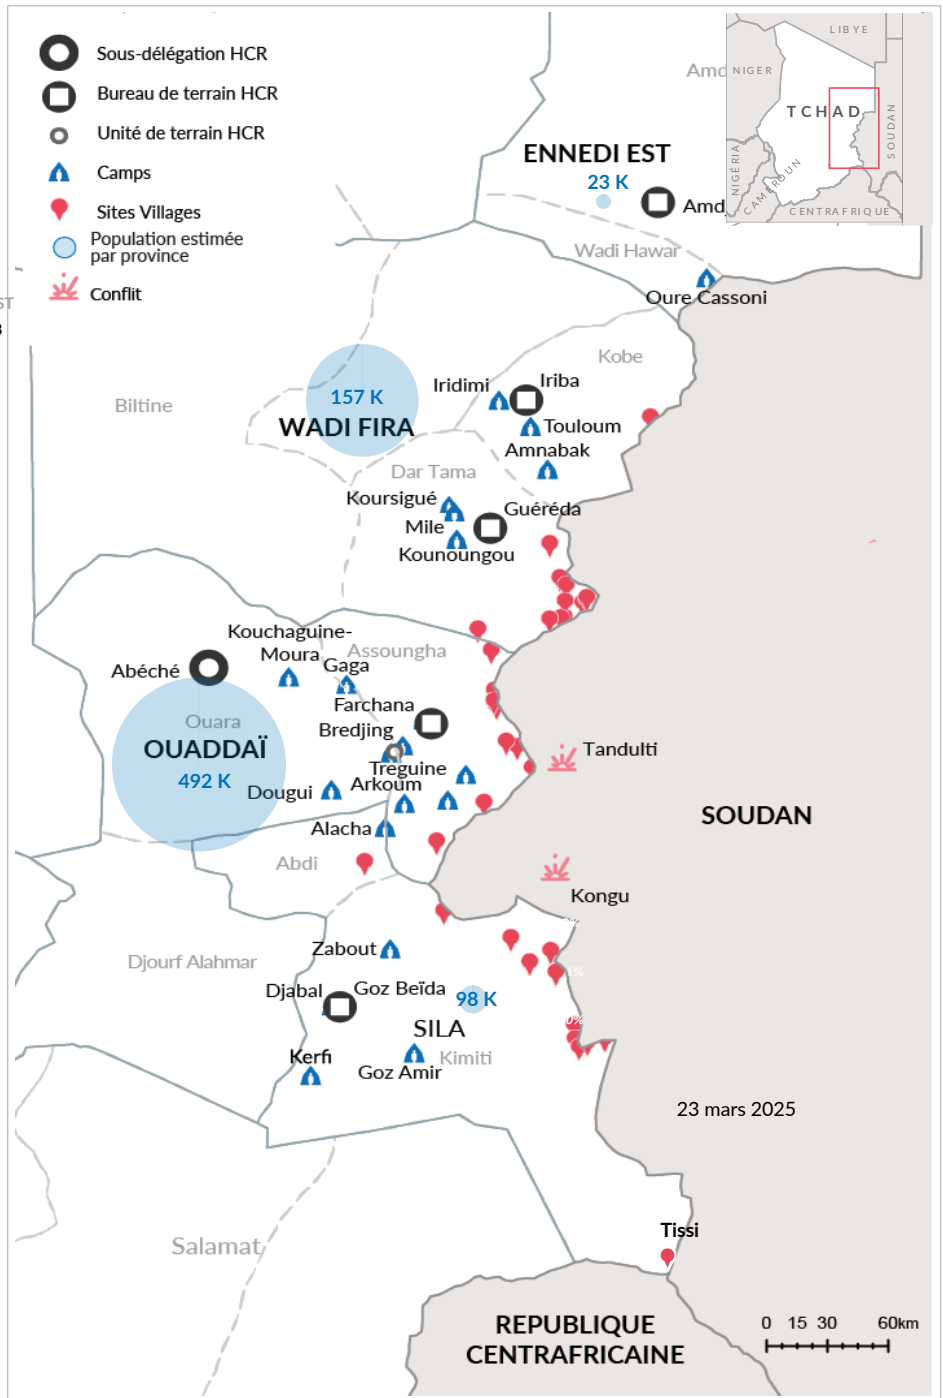 Sous-délégation HCR
Bureau de terrain HCR
Unité de terrain HCR
Camps
Sites Villages
Population estimée
par province
Conflit
LIBYE
NIGER
TCHAD
SOUDAN
NIGÉRIA
CAMEROUN
CENTRAFRIQUE
Amd
ENNEDI EST
23 K
Amdj
Wadi Hawar
Oure Cassoni
ST
Kobe
Biltine
157 K
WADI FIRA
Iridimi
Iriba
Touloum
Amnabak
Dar Tama
Koursigué
Guéréda
Mile
Kounoungou
Kouchaguine-
Moura
Assoungha
Abéché
Gaga
Farchana
Ouara
Bredjing
OUADDAÏ
Tandulti
492 K
Treguine
Dougui
Arkoum
SOUDAN
Alacha
Abdi
Kongu
Zabout
Djourf Alahmar
Djabal
Goz Beïda
98 K
SILA
Kerfi
Kimiti
Goz Amir
23 mars 2025
Tissi
Salamat
REPUBLIQUE
CENTRAFRICAINE
0 15 30 60km